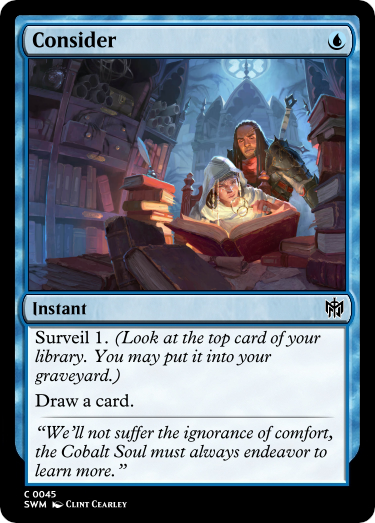 Consider
Instant
Surveil 1. (Look at the top card of your
library. You may put it into your
graveyard.)
Draw a card.
“We’ll not suffer the ignorance of comfort,
the Cobalt Soul must always endeavor to
learn more.”
C 0045
SWM CLINT CEARLEY